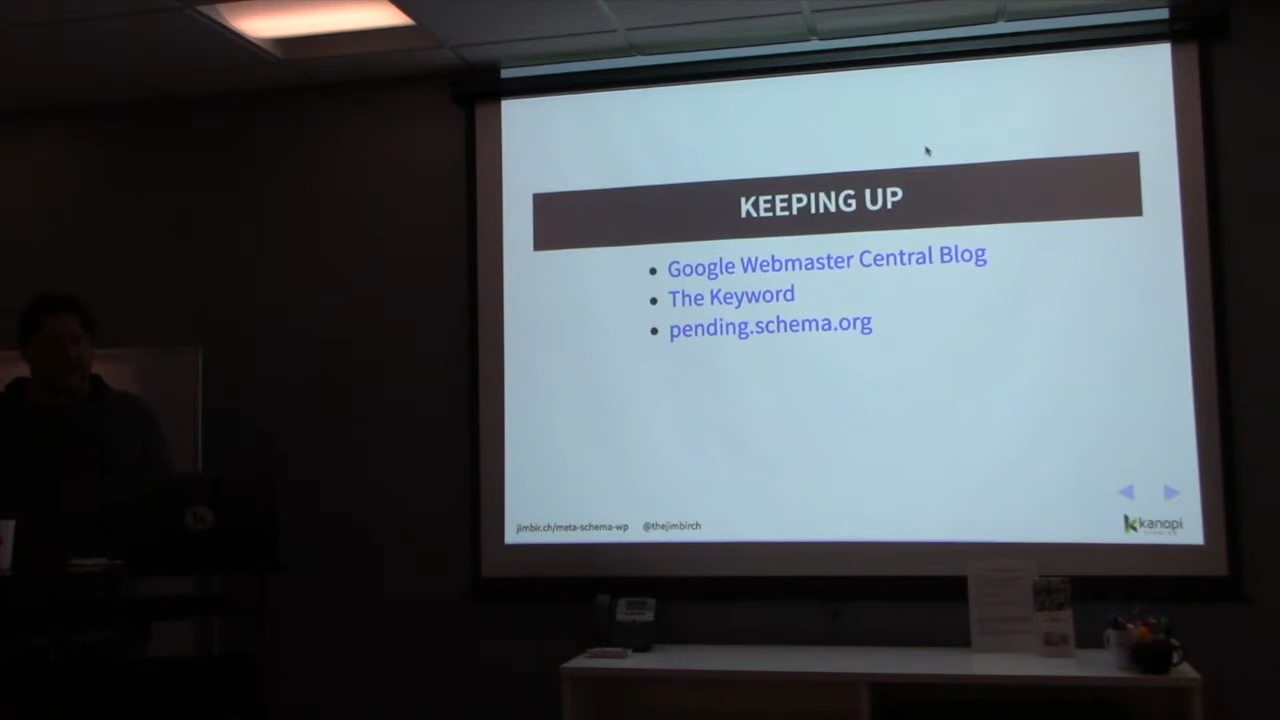 KEEPING UP
Google Webmaster Central Blog
The Keyword
pending.schema.org
jimbir.ch/meta-schema-wp @thejimbirch
kanopi